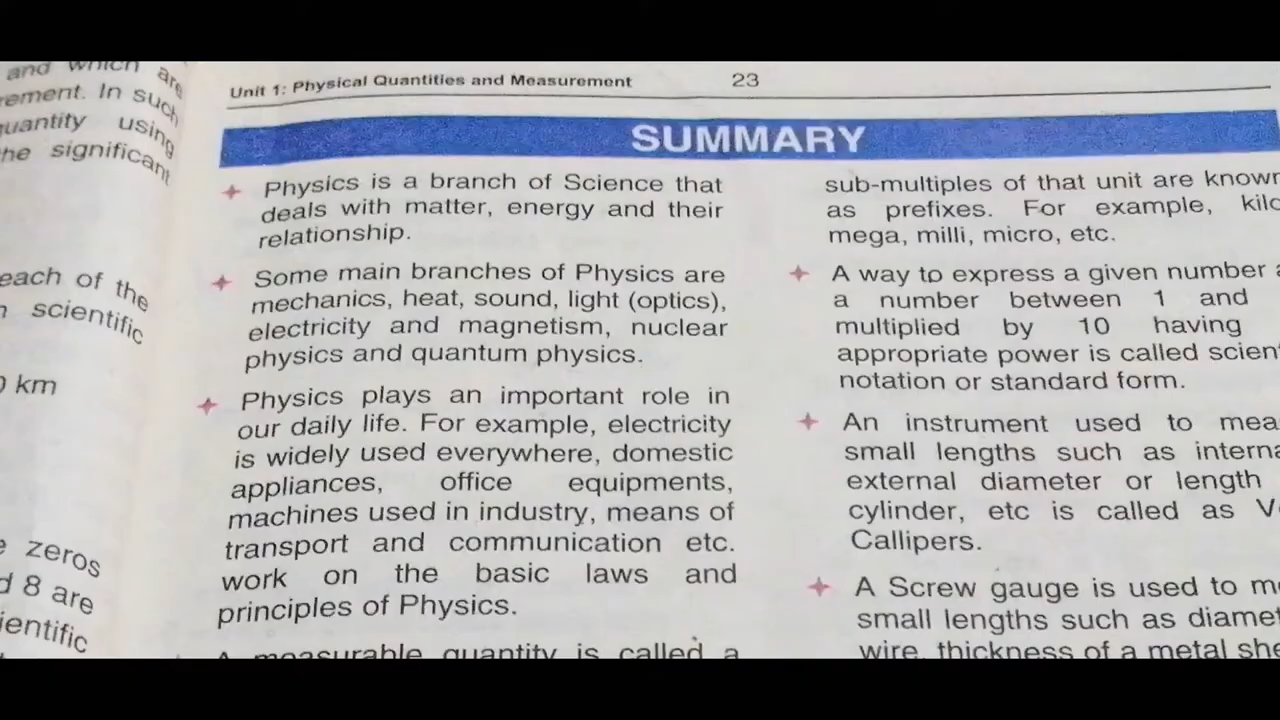 and which are
rement. In such
quantity using
he significant
each of the
scientific
0 km
zeros
d 8 are
ientific
Unit 1: Physical Quantities and Measurement 23
SUMMARY
Physics is a branch of Science that
deals with matter, energy and their
relationship.
Some main branches of Physics are
mechanics, heat, sound, light (optics),
electricity and magnetism, nuclear
physics and quantum physics.
Physics plays an important role in
our daily life. For example, electricity
is widely used everywhere, domestic
appliances, office equipments,
machines used in industry, means of
transport and communication etc.
work on the basic laws and
principles of Physics.
A measurable quantity is called a
sub-multiples of that unit are known
as prefixes. For example, kilo
mega, milli, micro, etc.
A way to express a given number a
a number between 1 and
multiplied by 10 having
appropriate power is called scient
notation or standard form.
An instrument used to mea
small lengths such as interna
external diameter or length
cylinder, etc is called as Ve
Callipers.
A Screw gauge is used to me
small lengths such as diamet
wire, thickness of a metal she